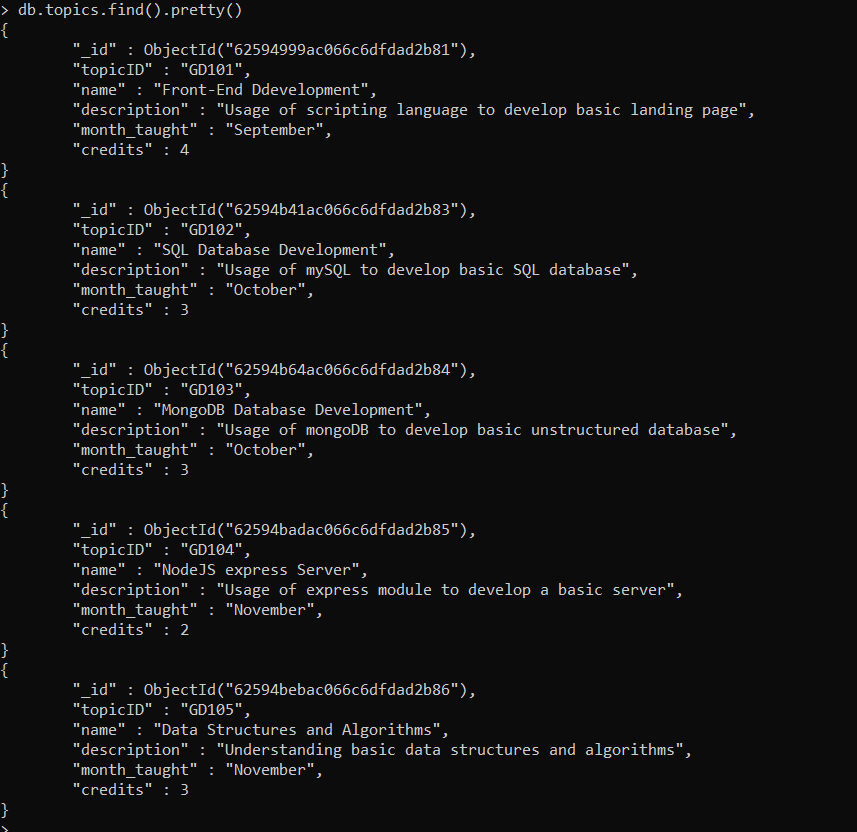 > db.topics.find().pretty()
{
        "_id" : ObjectId("62594999ac066c6dfdad2b81"),
        "topicID" : "GD101",
        "name" : "Front-End Ddevelopment",
        "description" : "Usage of scripting language to develop basic landing page",
        "month_taught" : "September",
        "credits" : 4
}
{
        "_id" : ObjectId("62594b41ac066c6dfdad2b83"),
        "topicID" : "GD102",
        "name" : "SQL Database Development",
        "description" : "Usage of mySQL to develop basic SQL database",
        "month_taught" : "October",
        "credits" : 3
}
{
        "_id" : ObjectId("62594b64ac066c6dfdad2b84"),
        "topicID" : "GD103",
        "name" : "MongoDB Database Development",
        "description" : "Usage of mongoDB to develop basic unstructured database",
        "month_taught" : "October",
        "credits" : 3
}
{
        "_id" : ObjectId("62594badac066c6dfdad2b85"),
        "topicID" : "GD104",
        "name" : "NodeJS express Server",
        "description" : "Usage of express module to develop a basic server",
        "month_taught" : "November",
        "credits" : 2
}
{
        "_id" : ObjectId("62594bebac066c6dfdad2b86"),
        "topicID" : "GD105",
        "name" : "Data Structures and Algorithms",
        "description" : "Understanding basic data structures and algorithms",
        "month_taught" : "November",
        "credits" : 3
}
>